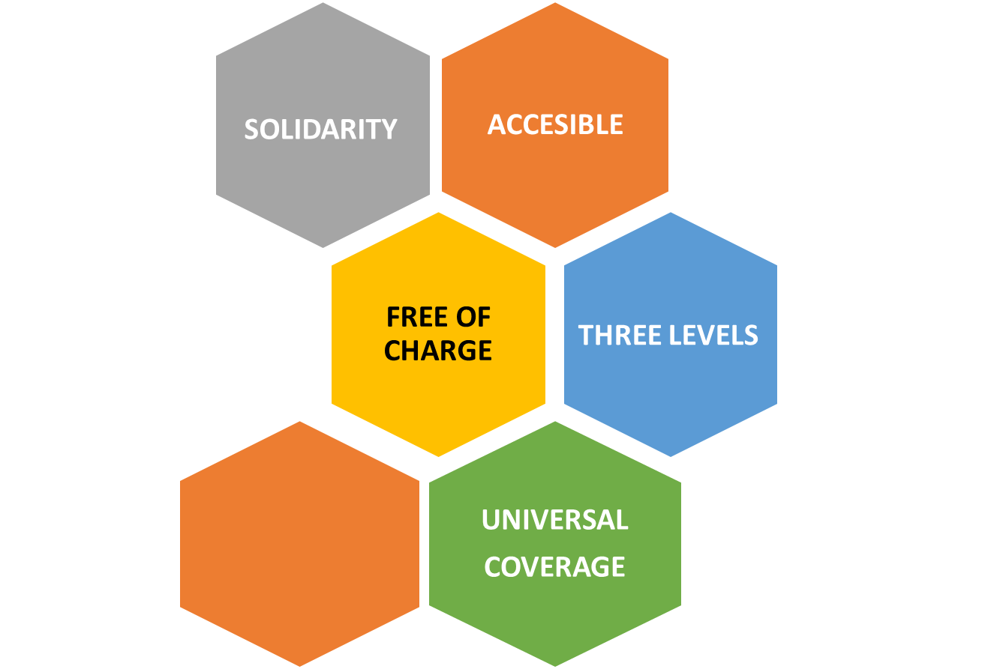 SOLIDARITY
ACCESIBLE
FREE OF
CHARGE
THREE LEVELS
UNIVERSAL
COVERAGE